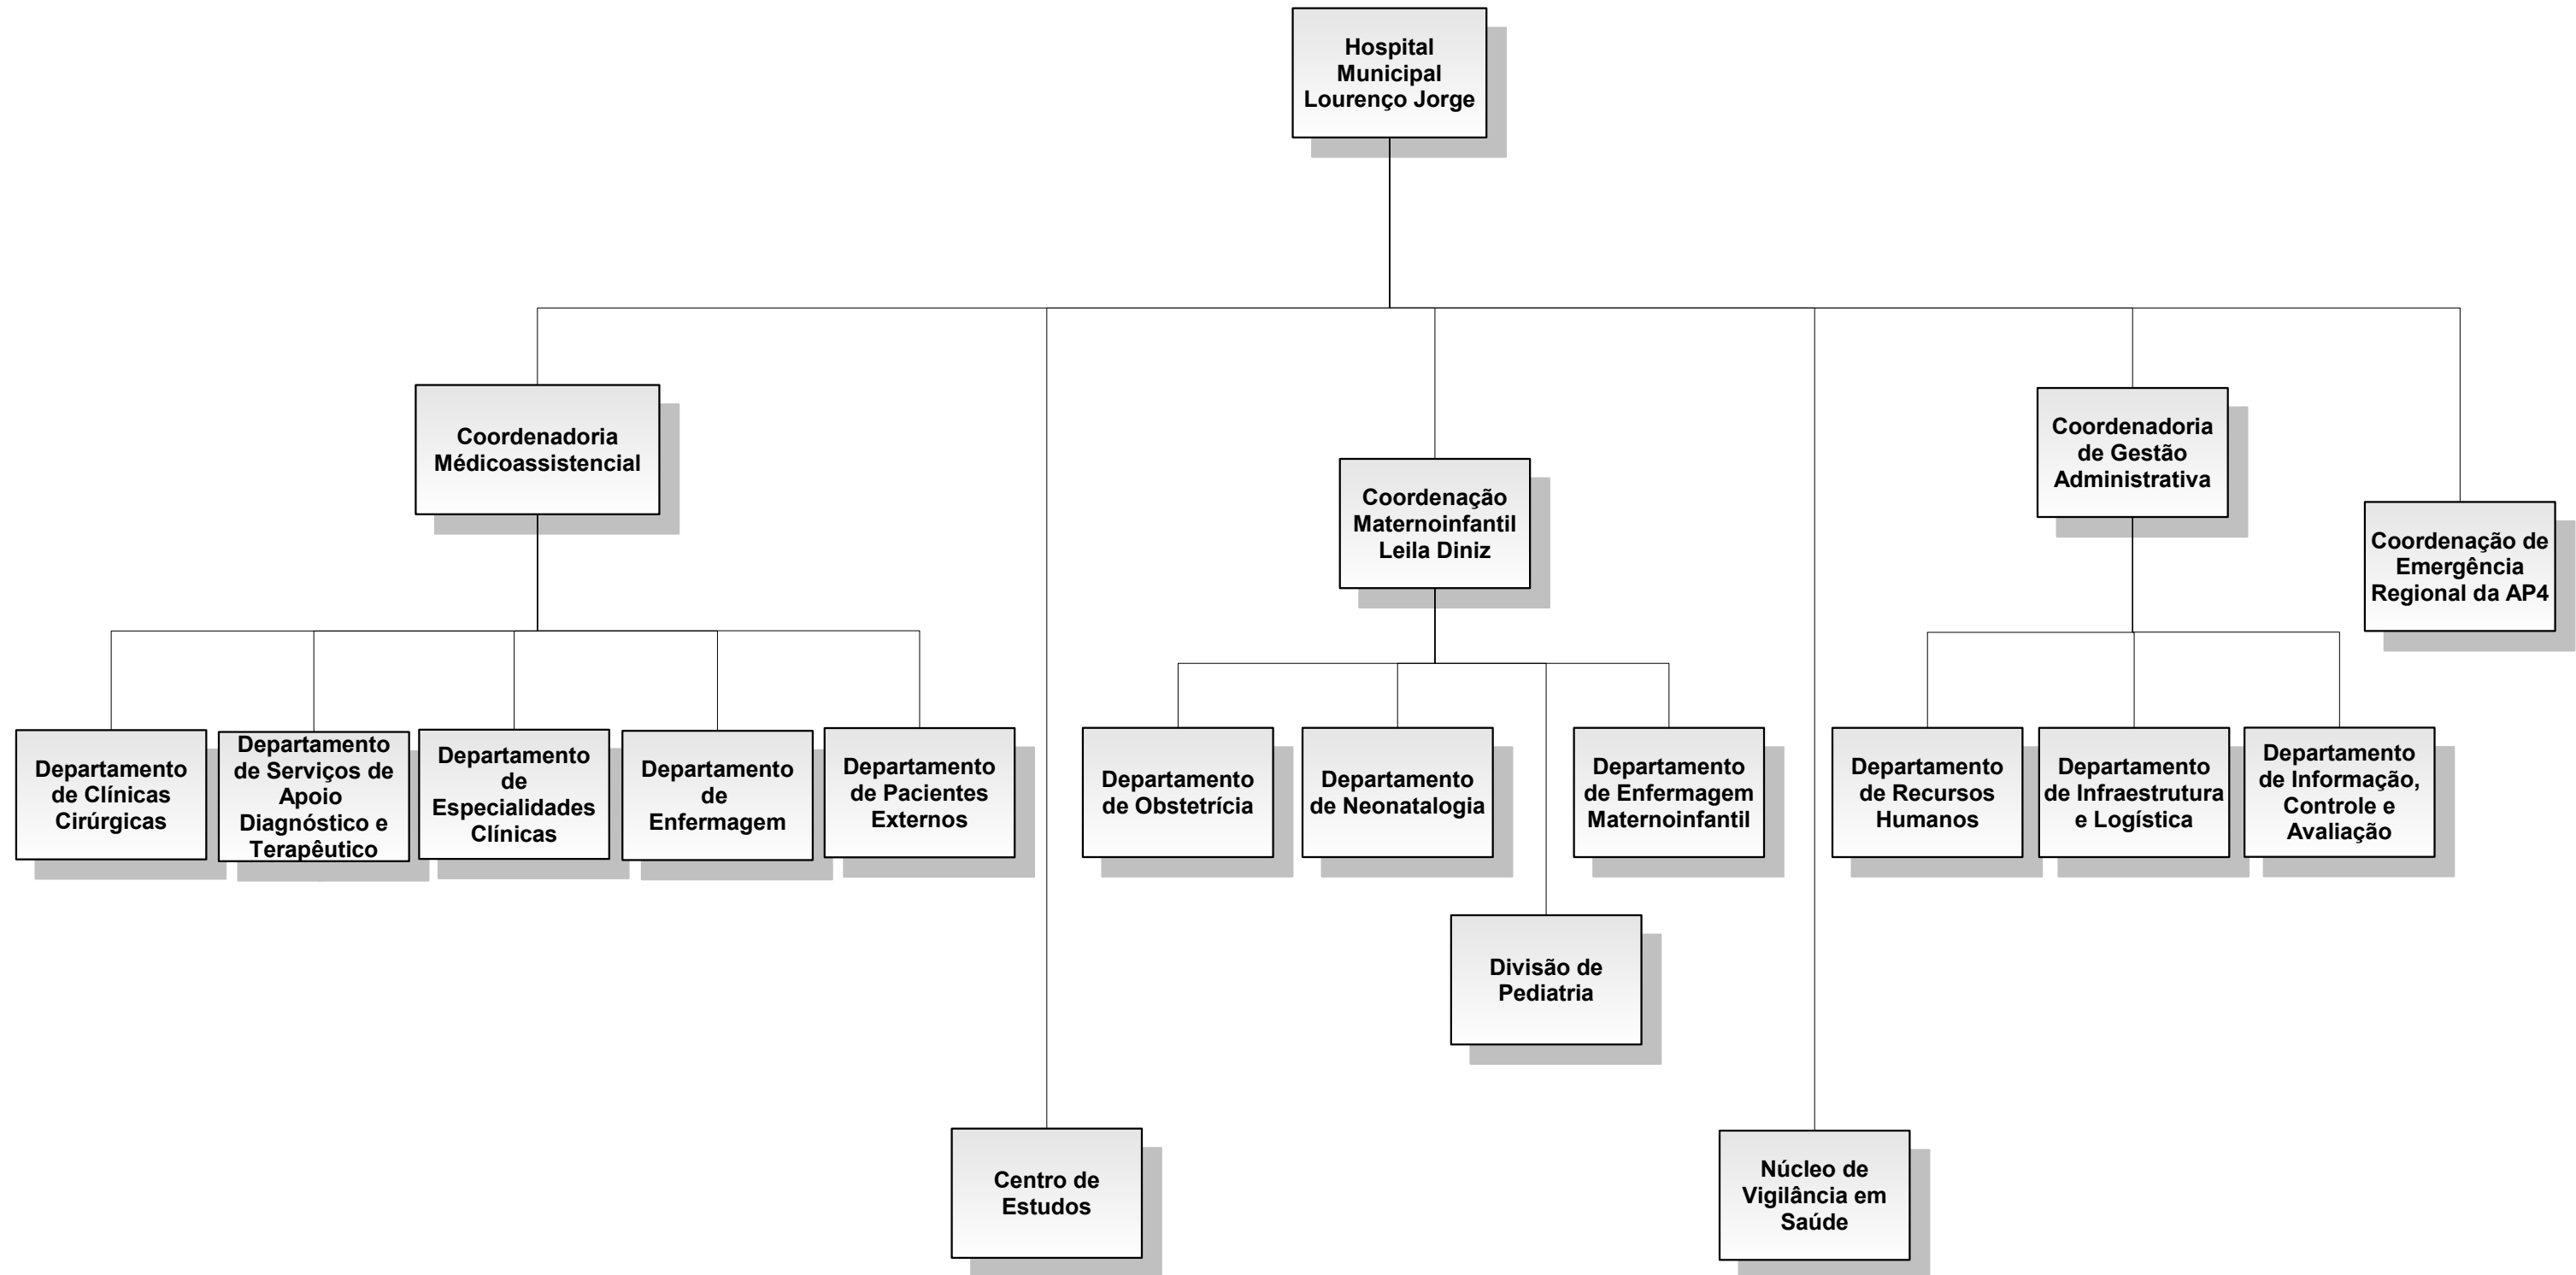 Hospital
Municipal
Lourenço Jorge
Coordenadoria
Médicoassistencial
Coordenação
Maternoinfantil
Leila Diniz
Coordenadoria
de Gestão
Administrativa
Coordenação de
Emergência
Regional da AP4
Departamento
de Clínicas
Cirúrgicas
Departamento
de Serviços de
Apoio
Diagnóstico e
Terapêutico
Departamento
de
Especialidades
Clínicas
Departamento
de
Enfermagem
Departamento
de Pacientes
Externos
Departamento
de Obstetrícia
Departamento
de Neonatalogia
Departamento
de Enfermagem
Maternoinfantil
Departamento
de Recursos
Humanos
Departamento
de Infraestrutura
e Logística
Departamento
de Informação,
Controle e
Avaliação
Divisão de
Pediatria
Centro de
Estudos
Núcleo de
Vigilância em
Saúde